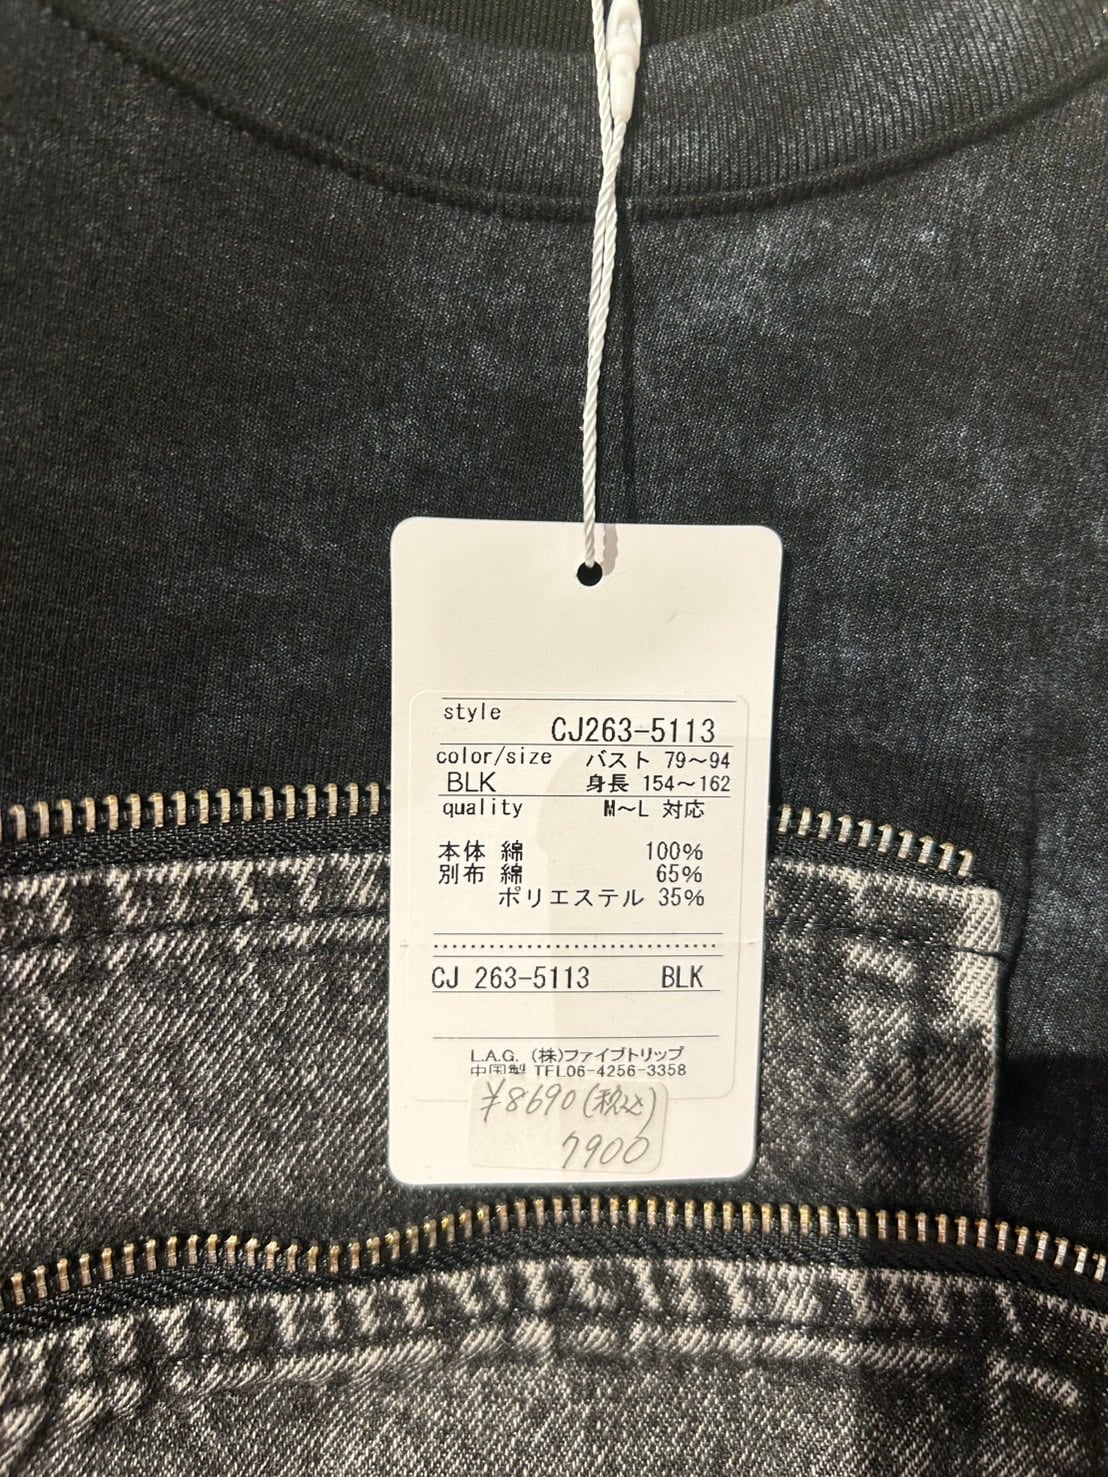 style
CJ263-5113
color/size バスト 79～94
BLK 身長 154～162
quality M～L 対応
本体 綿 100%
別布 綿 65%
ポリエステル 35%
CJ 263-5113 BLK
L.A.G. (株)ファイブトリップ
中国製 TEL06-4256-3358
¥8690(税込)
7900